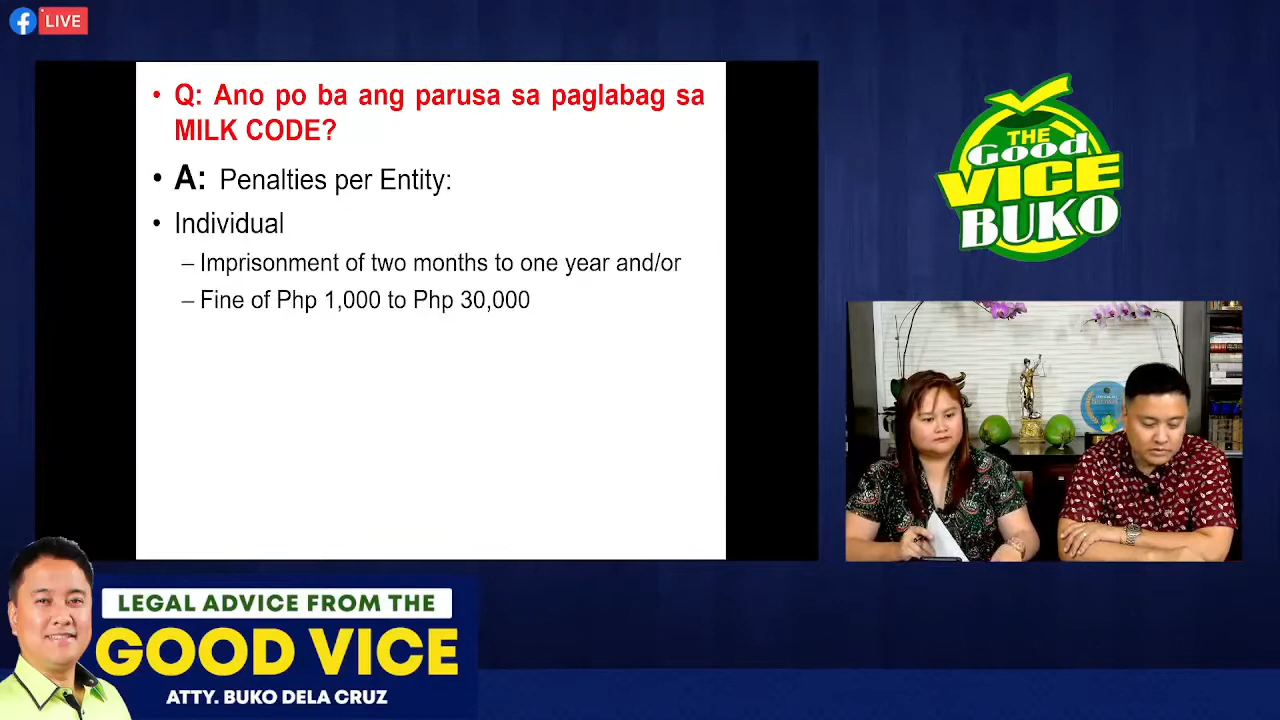 LIVE
• Q: Ano po ba ang parusa sa paglabag sa
MILK CODE?
• A: Penalties per Entity:
• Individual
– Imprisonment of two months to one year and/or
– Fine of Php 1,000 to Php 30,000
THE
Good
VICE
BUKO
LEGAL ADVICE FROM THE
GOOD VICE
ATTY. BUKO DELA CRUZ